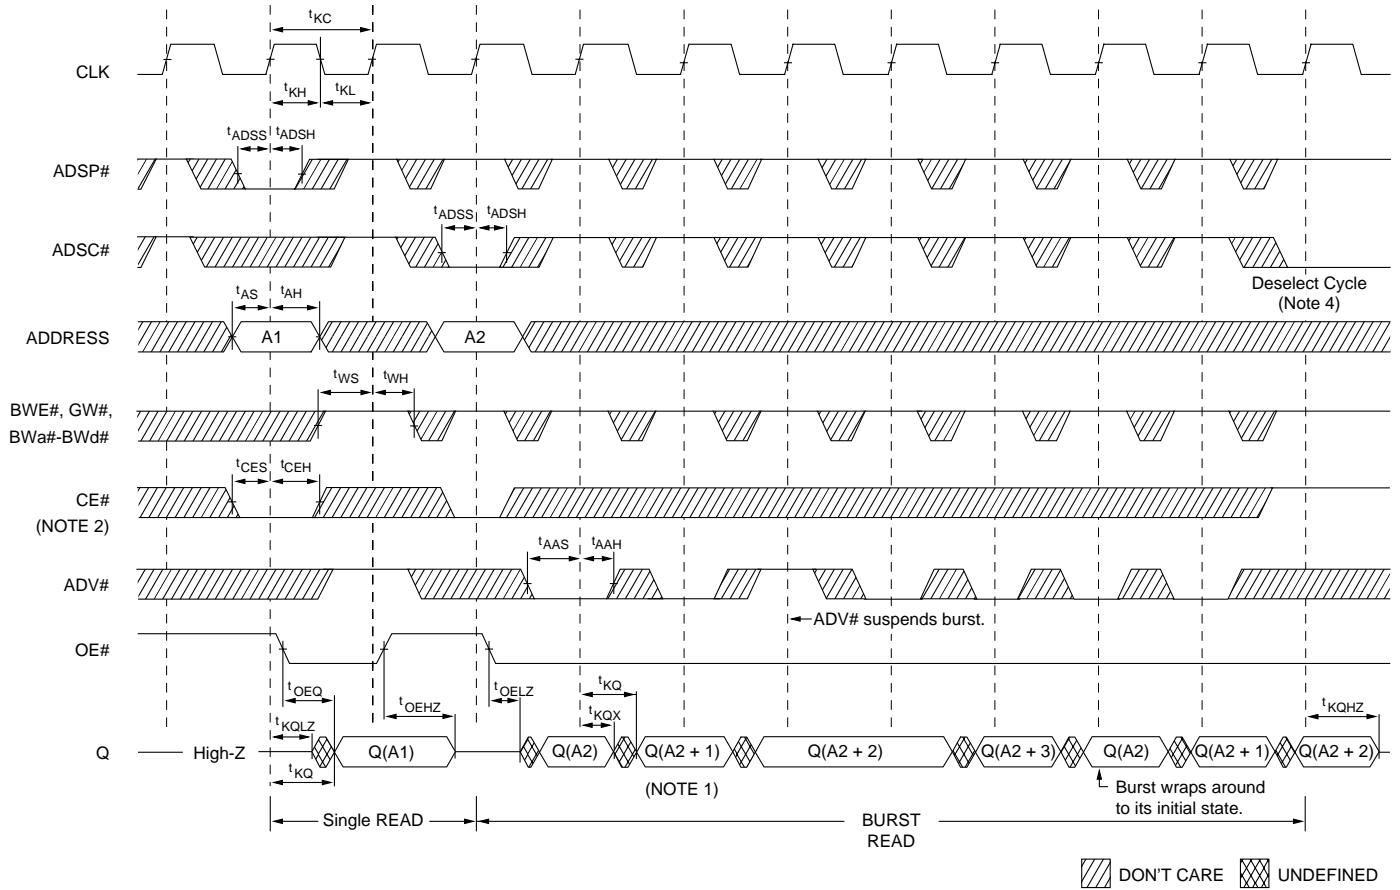 tKC
CLK
tKH
tKL
tADSS
tADSH
ADSP#
tADSS
tADSH
ADSC#
Deselect Cycle
(Note 4)
tAS
tAH
ADDRESS
A1
A2
tWS
tWH
BWE#, GW#,
BWa#-BWd#
tCES
tCEH
CE#
(NOTE 2)
tAAS
tAAH
ADV#
ADV# suspends burst.
OE#
tOEQ
tOEHZ
tOELZ
tKQ
tKQX
tKQLZ
tKQHZ
Q
High-Z
Q(A1)
Q(A2)
Q(A2 + 1)
Q(A2 + 2)
Q(A2 + 3)
Q(A2)
Q(A2 + 1)
Q(A2 + 2)
tKQ
(NOTE 1)
Burst wraps around
to its initial state.
Single READ
BURST
READ
DON'T CARE
UNDEFINED